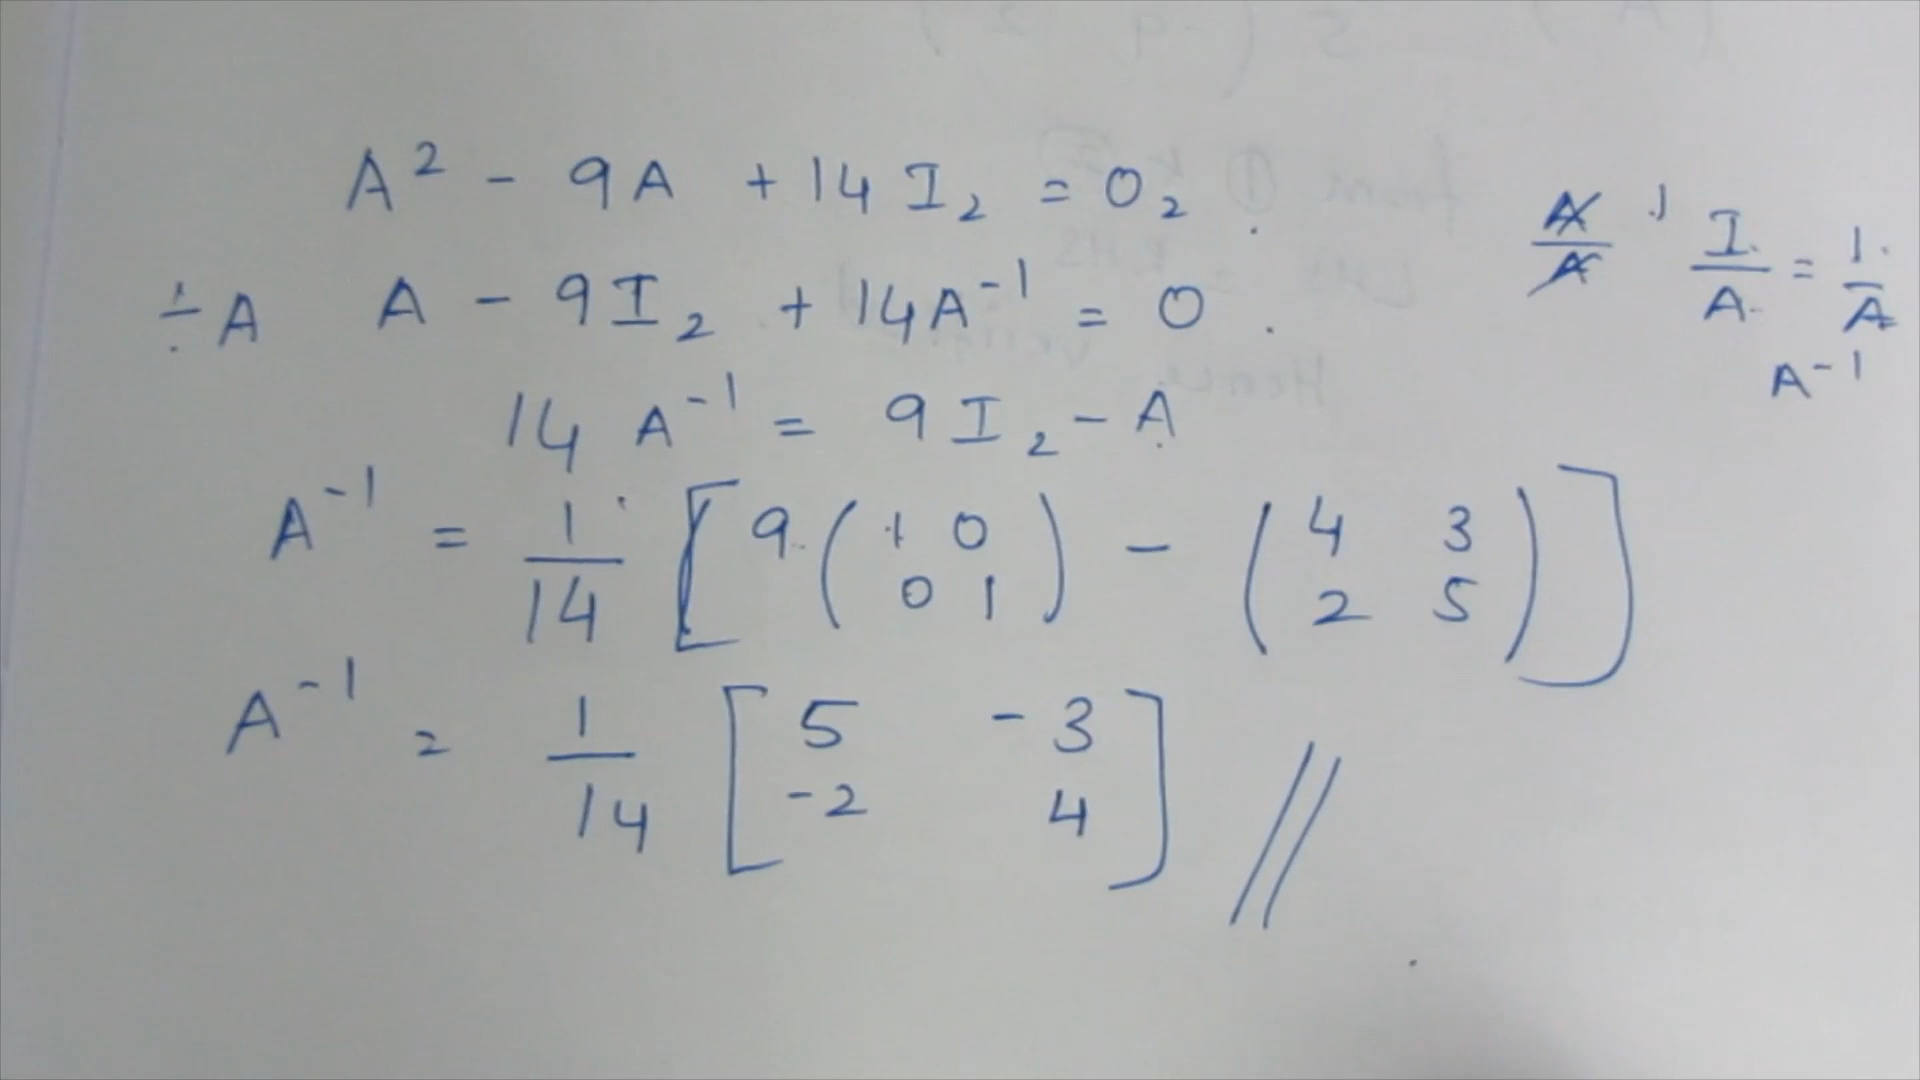 A² - 9A + 14 I₂ = O₂
÷A A - 9I₂ + 14A⁻¹ = 0
14 A⁻¹ = 9 I₂ - A
A⁻¹ = 1/14 [ 9 ( 1 0
0 1 ) - ( 4 3
2 5 ) ]
A⁻¹ = 1/14 [ 5 -3
-2 4 ] //
A/A I/A = 1/A
A⁻¹